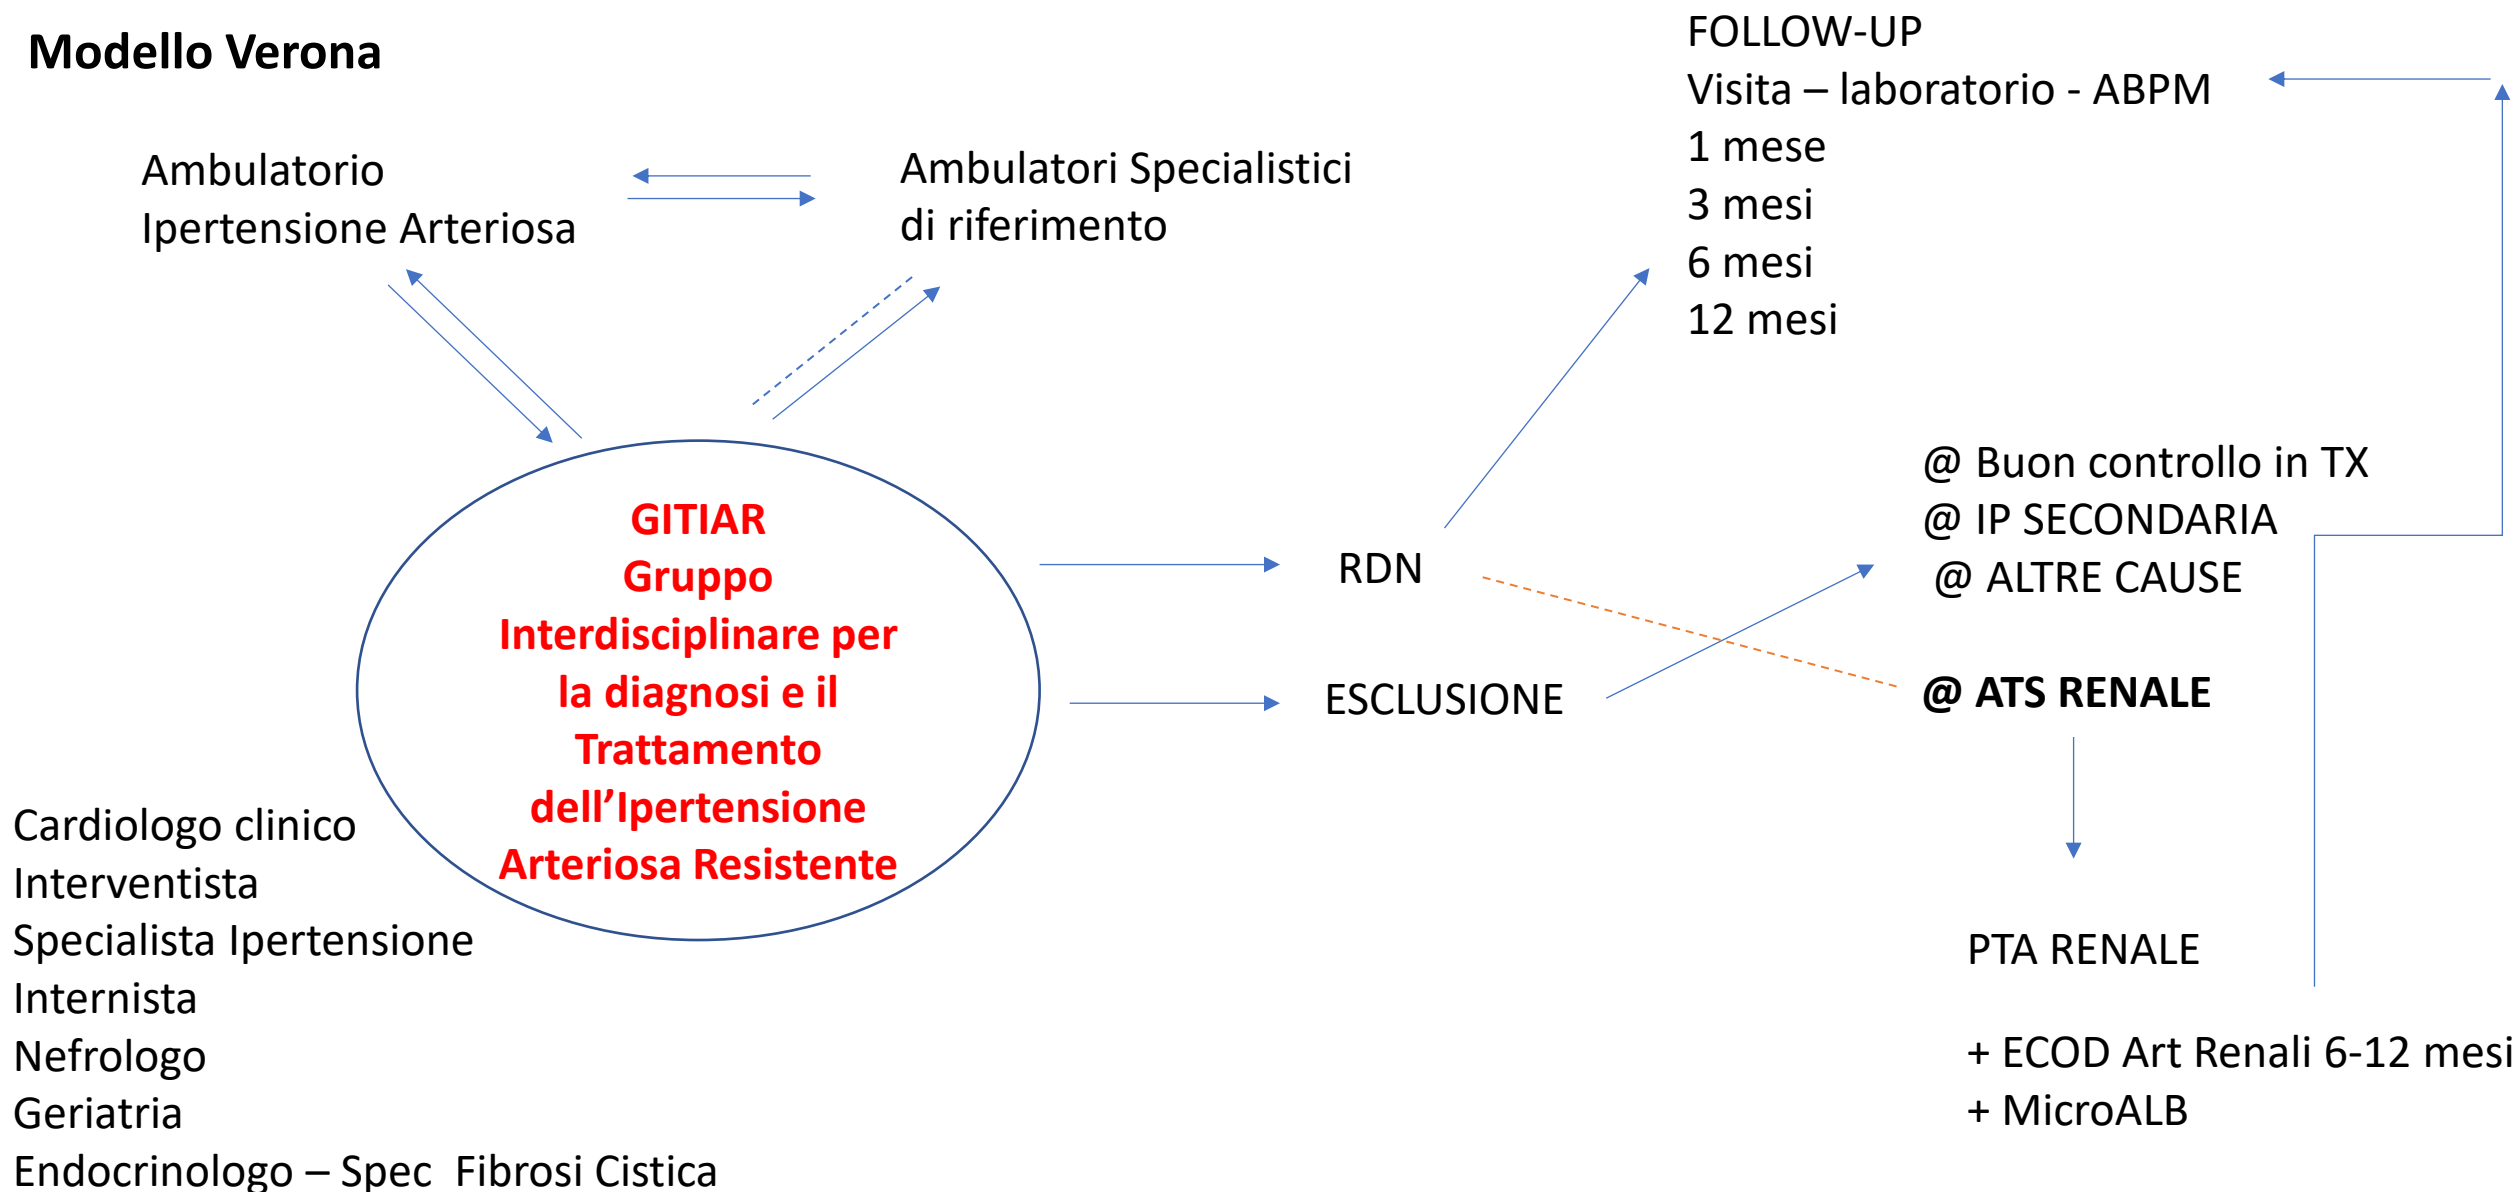 Modello Verona
FOLLOW-UP
Visita – laboratorio - ABPM
1 mese
3 mesi
6 mesi
12 mesi
Ambulatorio
Ipertensione Arteriosa
Ambulatori Specialistici
di riferimento
GITIAR
Gruppo
Interdisciplinare per
la diagnosi e il
Trattamento
dell’Ipertensione
Arteriosa Resistente
RDN
ESCLUSIONE
@ Buon controllo in TX
@ IP SECONDARIA
@ ALTRE CAUSE
@ ATS RENALE
PTA RENALE
+ ECOD Art Renali 6-12 mesi
+ MicroALB
Cardiologo clinico
Interventista
Specialista Ipertensione
Internista
Nefrologo
Geriatria
Endocrinologo – Spec  Fibrosi Cistica